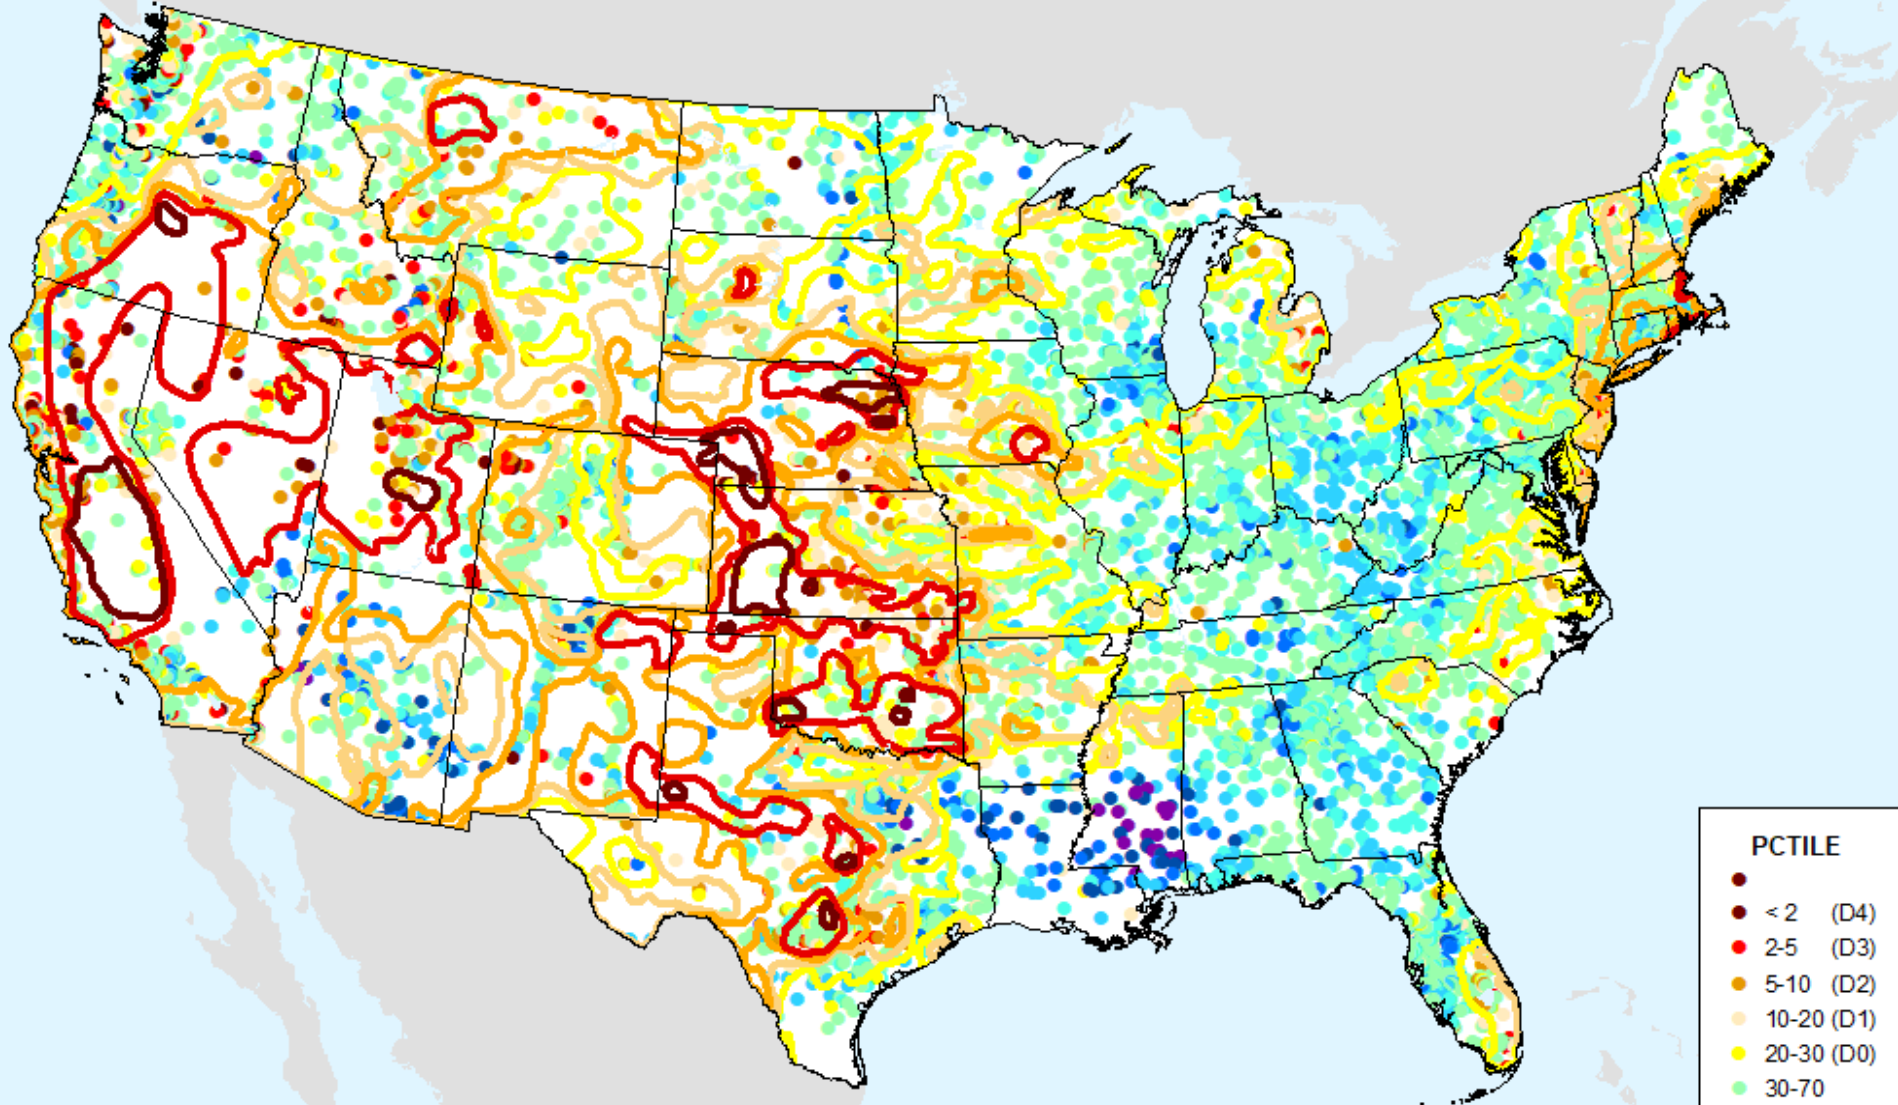 PCTILE
< 2 (D4)
2-5 (D3)
5-10 (D2)
10-20 (D1)
20-30 (D0)
30-70